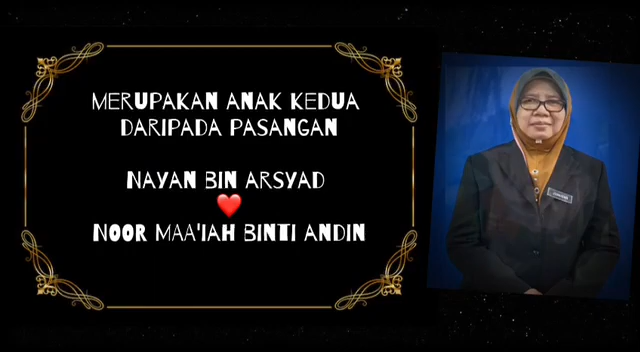 MERUPAKAN ANAK KEDUA
DARIPADA PASANGAN
NAYAN BIN ARSYAD
❤️
NOOR MAA'IAH BINTI ANDIN